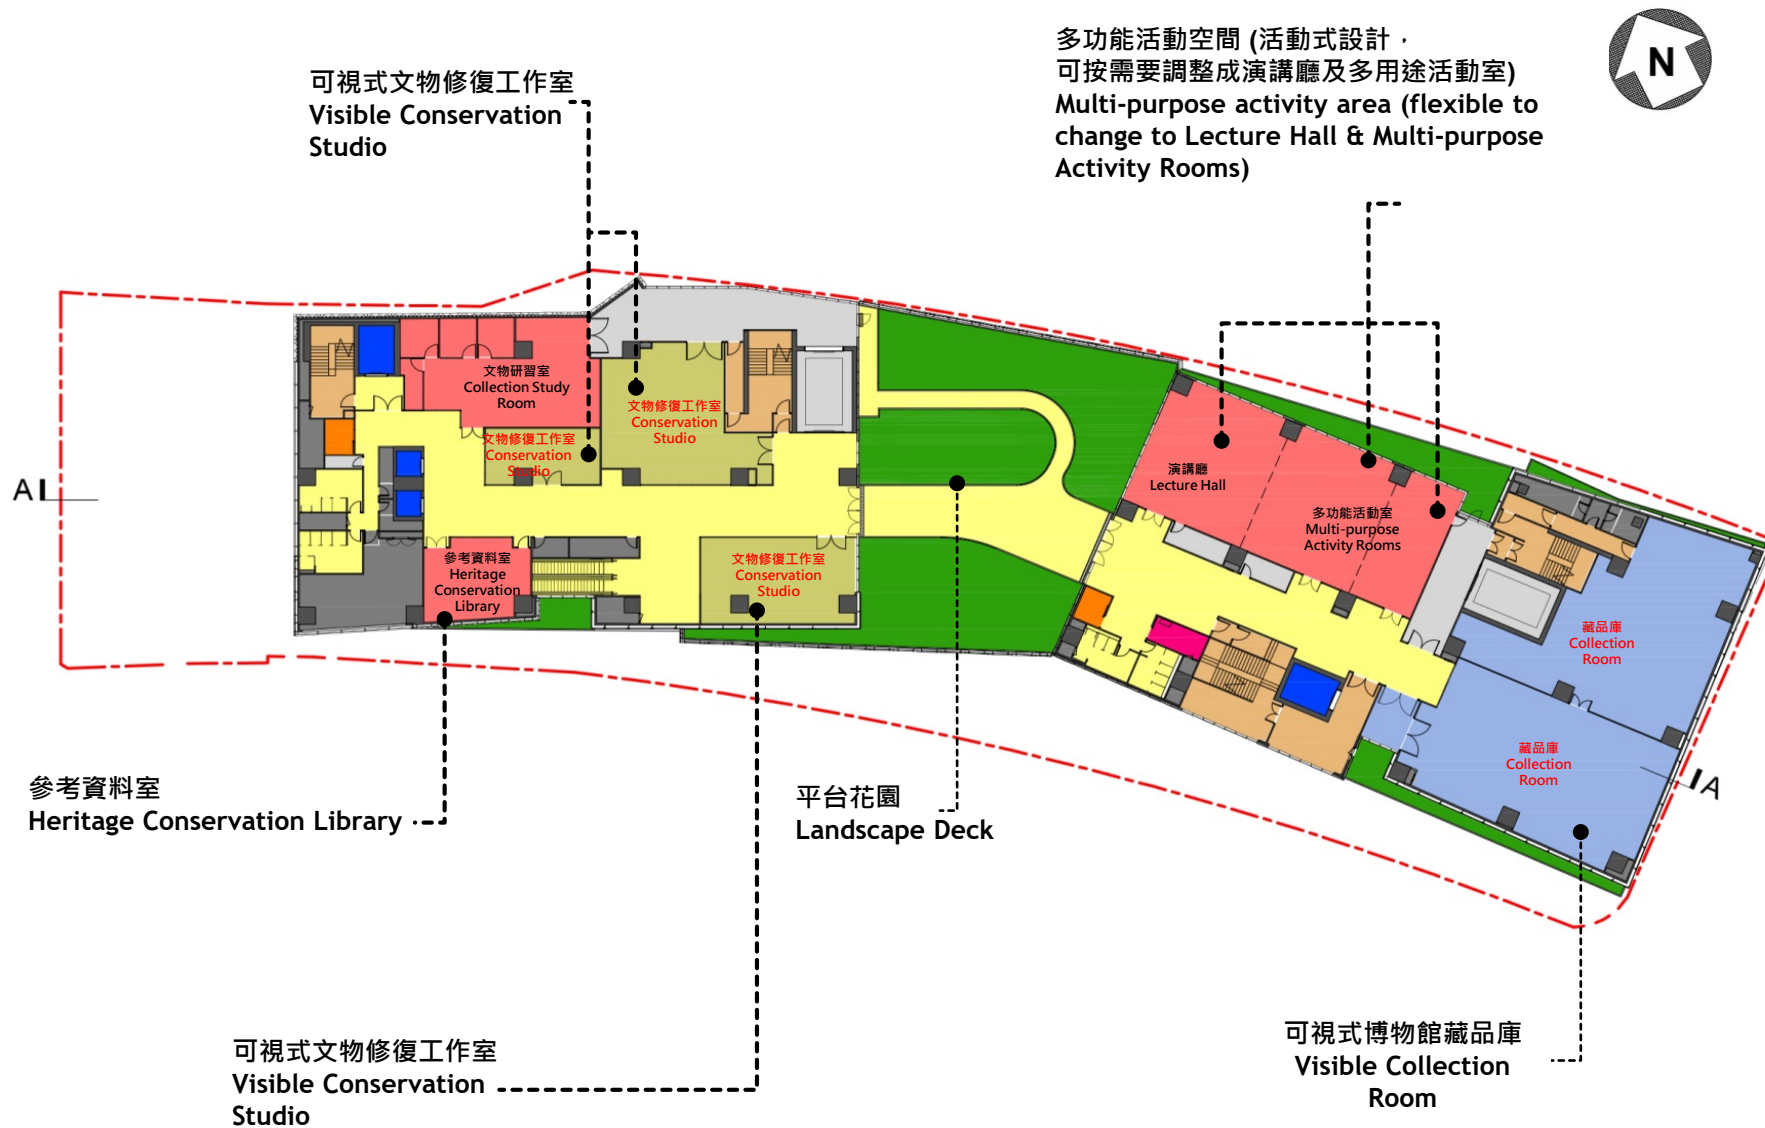 多功能活動空間 (活動式設計，
可按需要調整成演講廳及多用途活動室)
Multi-purpose activity area (flexible to
change to Lecture Hall & Multi-purpose
Activity Rooms)
N
可視式文物修復工作室
Visible Conservation
Studio
文物研習室
Collection Study
Room
文物修復工作室
Conservation
Studio
文物修復工作室
Conservation
Studio
演講廳
Lecture Hall
多功能活動室
Multi-purpose
Activity Rooms
A
參考資料室
Heritage
Conservation
Library
文物修復工作室
Conservation
Studio
藏品庫
Collection
Room
藏品庫
Collection
Room
A
參考資料室
Heritage Conservation Library
平台花園
Landscape Deck
可視式文物修復工作室
Visible Conservation
Studio
可視式博物館藏品庫
Visible Collection
Room